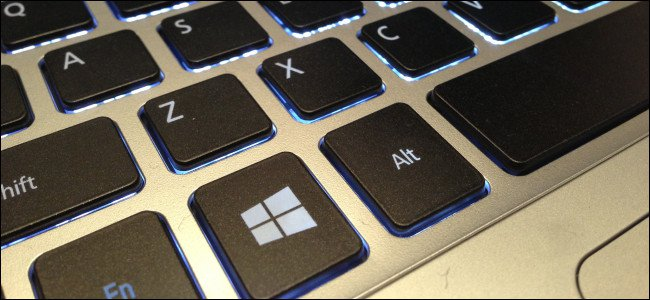 Q
A S D
Z X C V
hift
Fn Alt